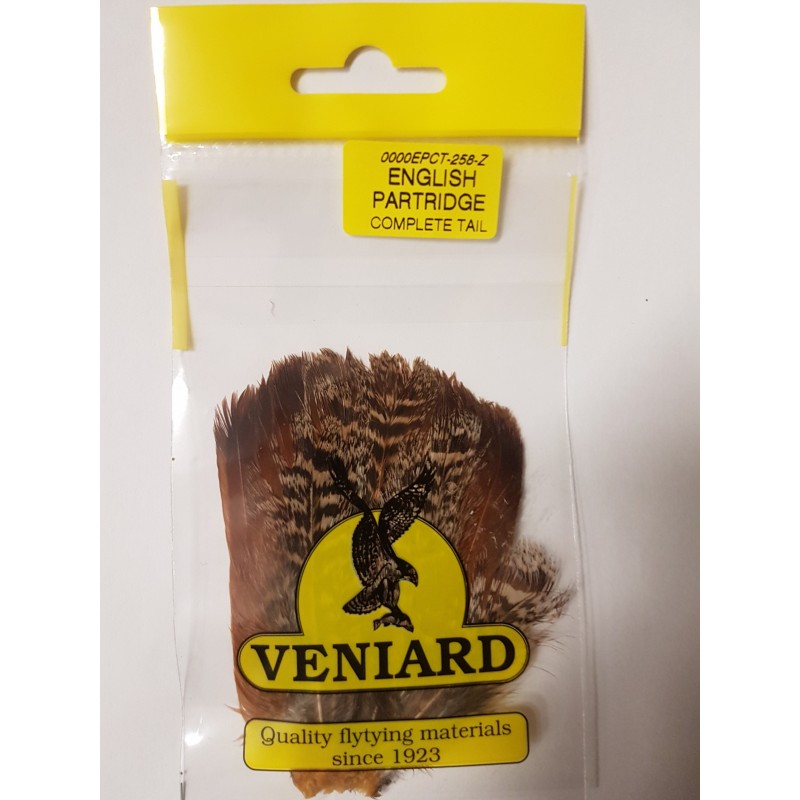 0000EPCT-258-Z
ENGLISH
PARTRIDGE
COMPLETE TAIL
VENIARD
Quality flytying materials
since 1923